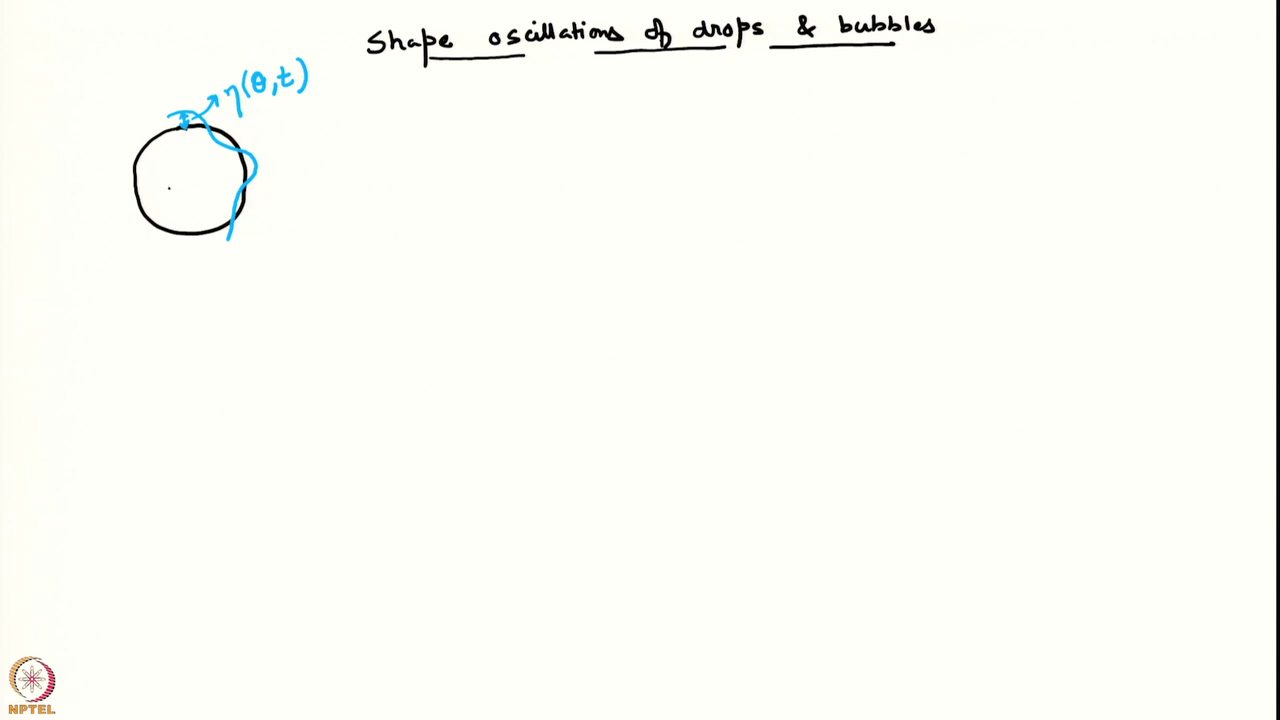 Shape oscillations of drops & bubbles
η(θ,t)
NPTEL